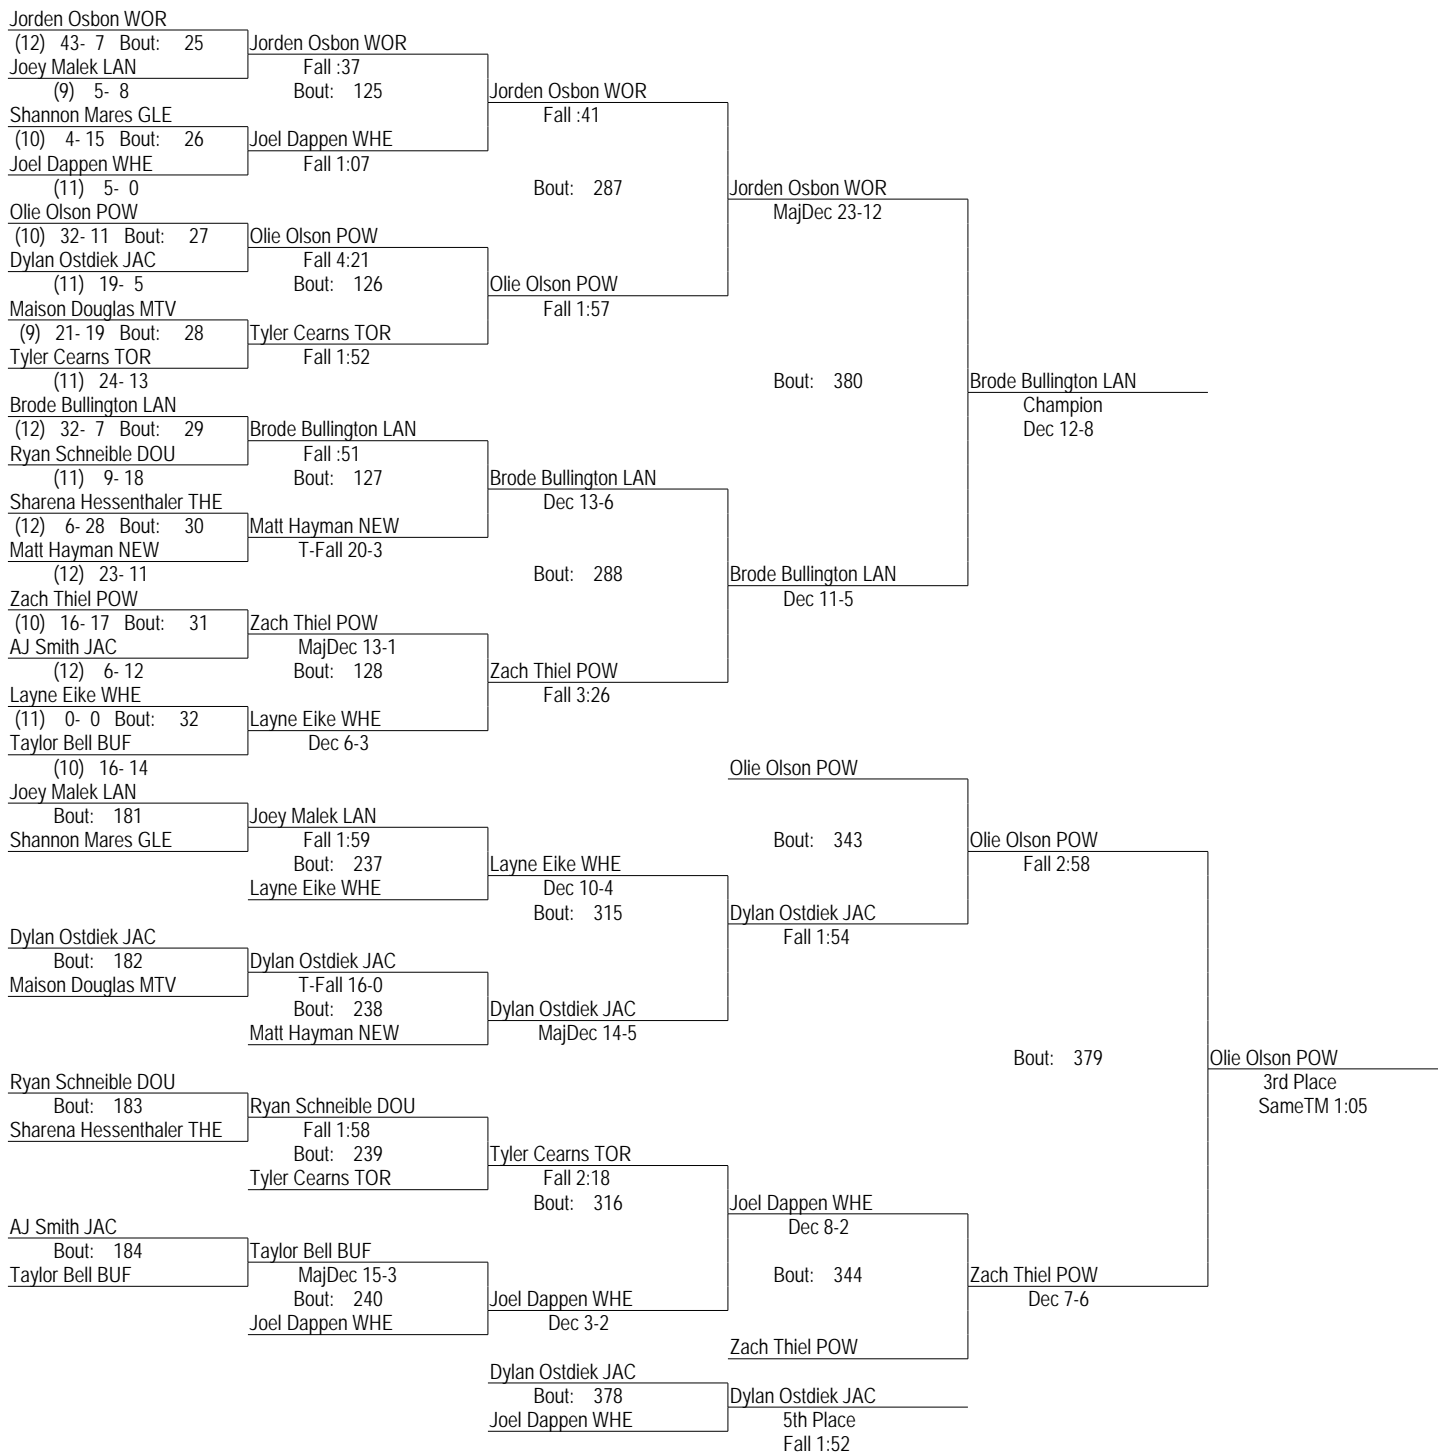 Jorden Osbon WOR
(12) 43- 7 Bout: 25
Jorden Osbon WOR
Joey Malek LAN
Fall :37
(9) 5- 8
Bout: 125
Jorden Osbon WOR
Shannon Mares GLE
Fall :41
(10) 4- 15 Bout: 26
Joel Dappen WHE
Joel Dappen WHE
Fall 1:07
(11) 5- 0
Bout: 287
Jorden Osbon WOR
Olie Olson POW
MajDec 23-12
(10) 32- 11 Bout: 27
Olie Olson POW
Dylan Ostdiek JAC
Fall 4:21
(11) 19- 5
Bout: 126
Olie Olson POW
Maison Douglas MTV
Fall 1:57
(9) 21- 19 Bout: 28
Tyler Cearns TOR
Tyler Cearns TOR
Fall 1:52
(11) 24- 13
Bout: 380
Brode Bullington LAN
Brode Bullington LAN
Champion
(12) 32- 7 Bout: 29
Brode Bullington LAN
Dec 12-8
Ryan Schneible DOU
Fall :51
(11) 9- 18
Bout: 127
Brode Bullington LAN
Sharena Hessenthaler THE
Dec 13-6
(12) 6- 28 Bout: 30
Matt Hayman NEW
Matt Hayman NEW
T-Fall 20-3
(12) 23- 11
Bout: 288
Brode Bullington LAN
Zach Thiel POW
Dec 11-5
(10) 16- 17 Bout: 31
Zach Thiel POW
AJ Smith JAC
MajDec 13-1
(12) 6- 12
Bout: 128
Zach Thiel POW
Layne Eike WHE
Fall 3:26
(11) 0- 0 Bout: 32
Layne Eike WHE
Taylor Bell BUF
Dec 6-3
(10) 16- 14
Olie Olson POW
Joey Malek LAN
Bout: 181
Joey Malek LAN
Shannon Mares GLE
Fall 1:59
Bout: 343
Olie Olson POW
Bout: 237
Layne Eike WHE
Fall 2:58
Layne Eike WHE
Dec 10-4
Bout: 315
Dylan Ostdiek JAC
Dylan Ostdiek JAC
Fall 1:54
Bout: 182
Dylan Ostdiek JAC
Maison Douglas MTV
T-Fall 16-0
Bout: 238
Dylan Ostdiek JAC
Matt Hayman NEW
MajDec 14-5
Bout: 379
Olie Olson POW
Ryan Schneible DOU
3rd Place
Bout: 183
Ryan Schneible DOU
SameTM 1:05
Sharena Hessenthaler THE
Fall 1:58
Bout: 239
Tyler Cearns TOR
Tyler Cearns TOR
Fall 2:18
Bout: 316
Joel Dappen WHE
AJ Smith JAC
Dec 8-2
Bout: 184
Taylor Bell BUF
Taylor Bell BUF
MajDec 15-3
Bout: 344
Zach Thiel POW
Bout: 240
Joel Dappen WHE
Dec 7-6
Joel Dappen WHE
Dec 3-2
Zach Thiel POW
Dylan Ostdiek JAC
Bout: 378
Dylan Ostdiek JAC
Joel Dappen WHE
5th Place
Fall 1:52